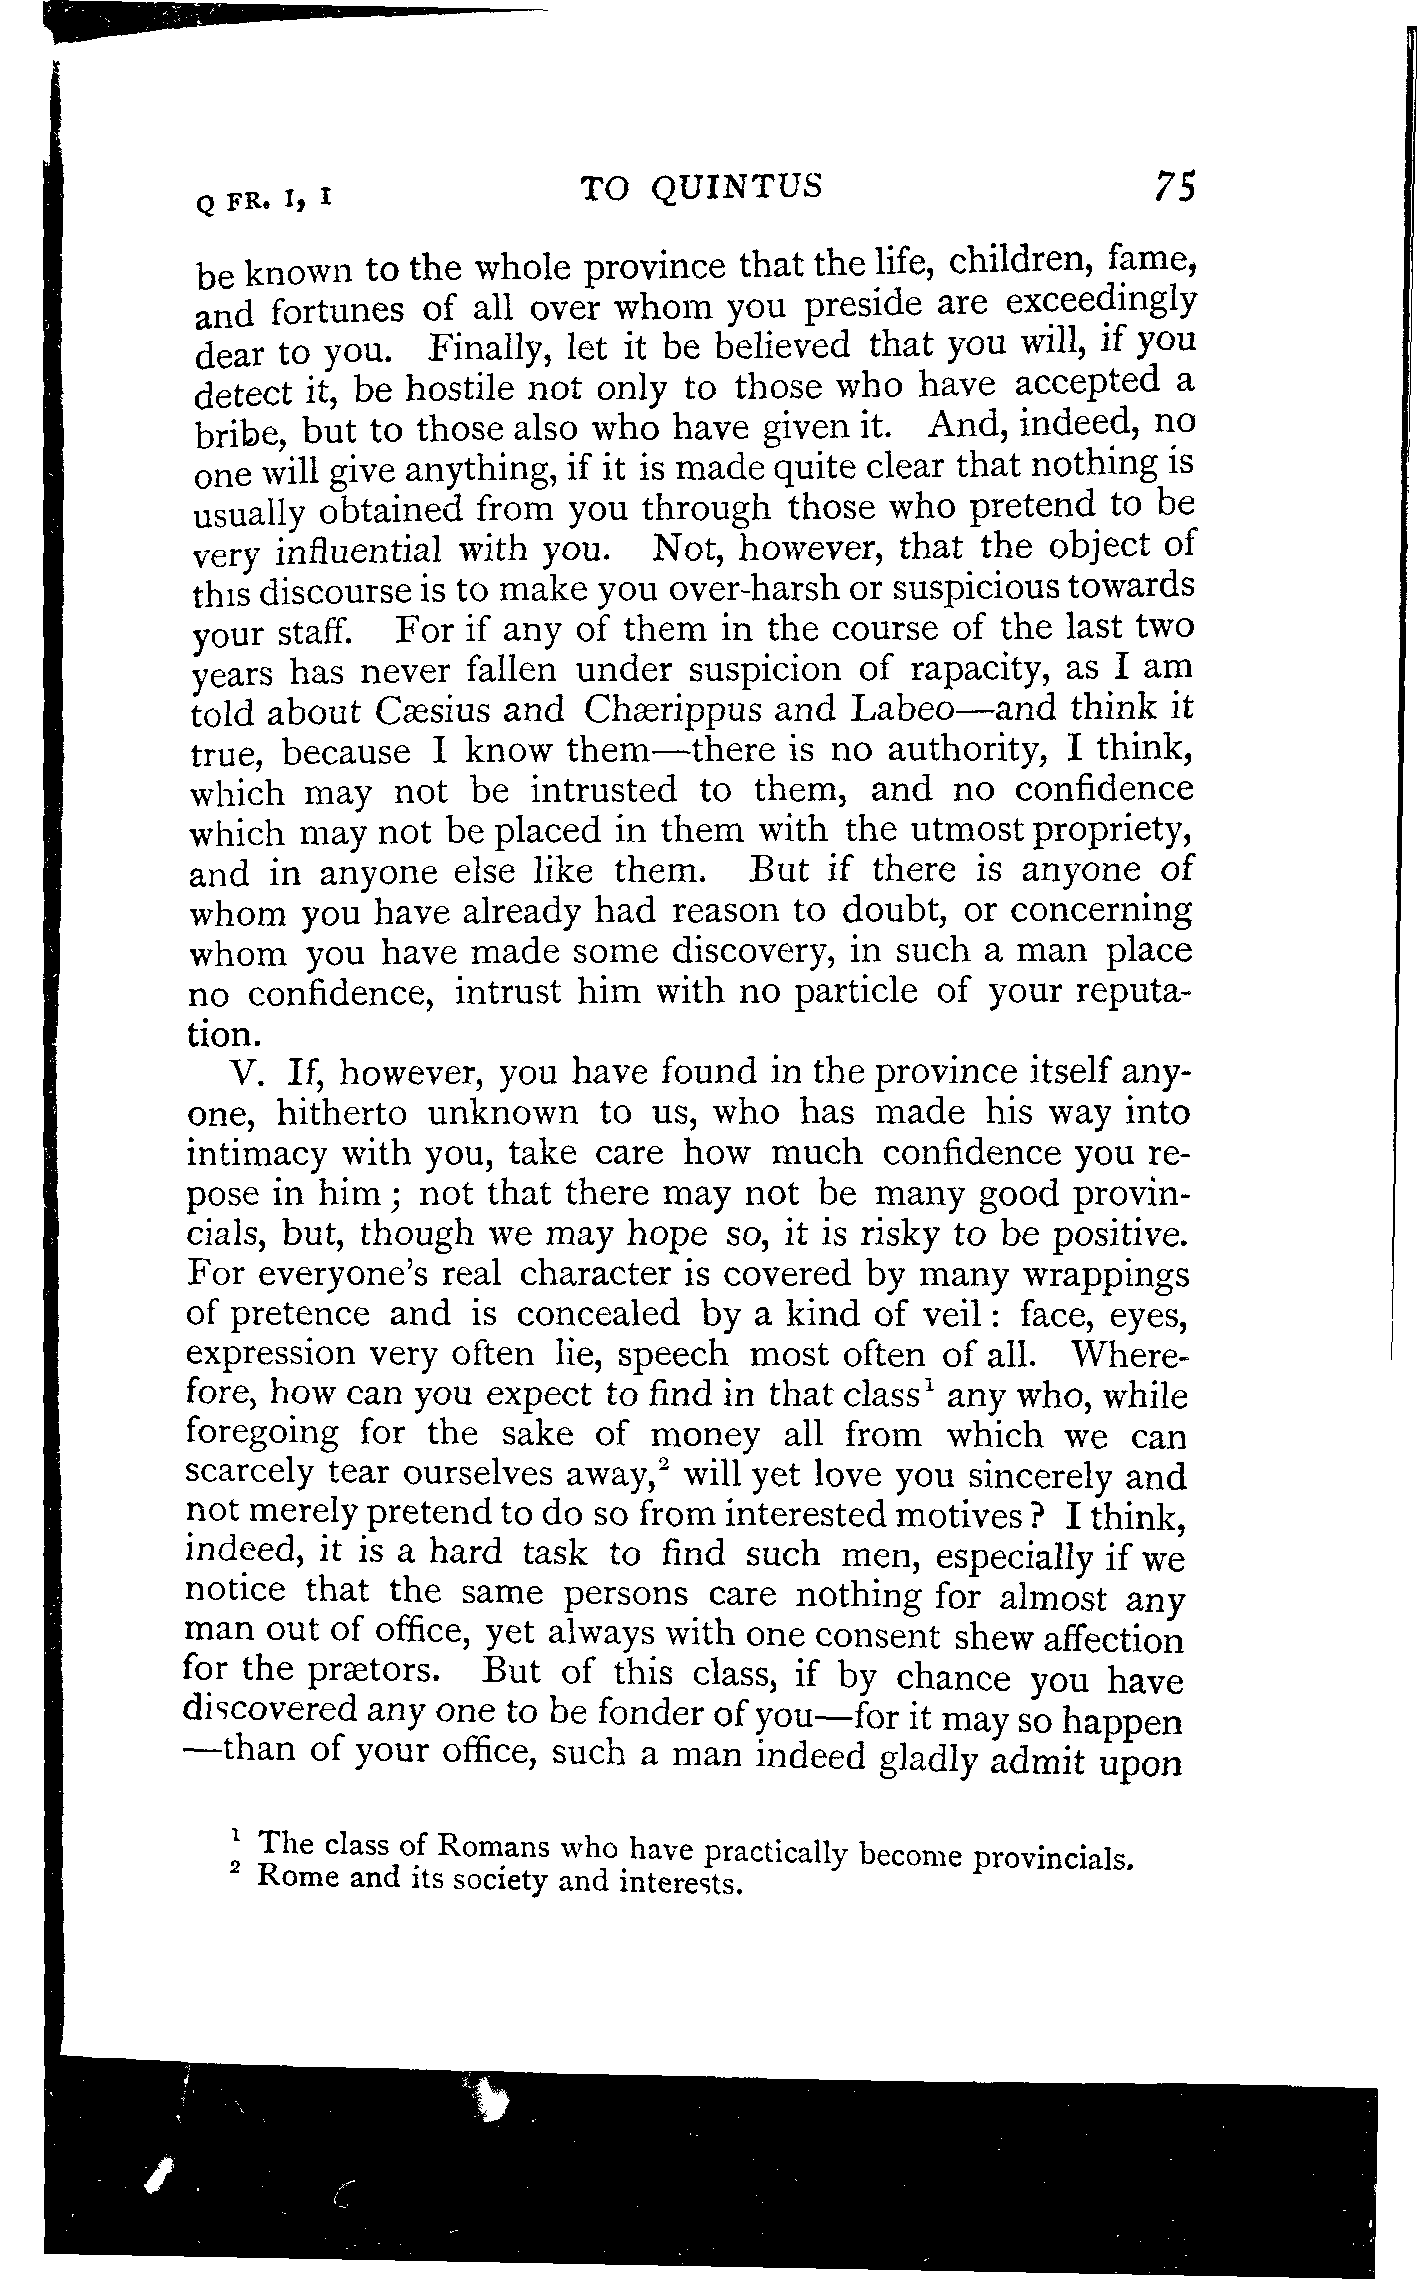 Q FR. I, I TO QUINTUS 75
be known to the whole province that the life, children, fame,
and fortunes of all over whom you preside are exceedingly
dear to you. Finally, let it be believed that you will, if you
detect it, be hostile not only to those who have accepted a
bribe, but to those also who have given it. And, indeed, no
one will give anything, if it is made quite clear that nothing is
usually obtained from you through those who pretend to be
very influential with you. Not, however, that the object of
this discourse is to make you over-harsh or suspicious towards
your staff. For if any of them in the course of the last two
years has never fallen under suspicion of rapacity, as I am
told about Cæsius and Chærippus and Labeo—and think it
true, because I know them—there is no authority, I think,
which may not be intrusted to them, and no confidence
which may not be placed in them with the utmost propriety,
and in anyone else like them. But if there is anyone of
whom you have already had reason to doubt, or concerning
whom you have made some discovery, in such a man place
no confidence, intrust him with no particle of your reputa-
tion.
V. If, however, you have found in the province itself any-
one, hitherto unknown to us, who has made his way into
intimacy with you, take care how much confidence you re-
pose in him; not that there may not be many good provin-
cials, but, though we may hope so, it is risky to be positive.
For everyone's real character is covered by many wrappings
of pretence and is concealed by a kind of veil: face, eyes,
expression very often lie, speech most often of all. Where-
fore, how can you expect to find in that class¹ any who, while
foregoing for the sake of money all from which we can
scarcely tear ourselves away,² will yet love you sincerely and
not merely pretend to do so from interested motives? I think,
indeed, it is a hard task to find such men, especially if we
notice that the same persons care nothing for almost any
man out of office, yet always with one consent shew affection
for the prætors. But of this class, if by chance you have
discovered any one to be fonder of you—for it may so happen
—than of your office, such a man indeed gladly admit upon
¹ The class of Romans who have practically become provincials.
² Rome and its society and interests.